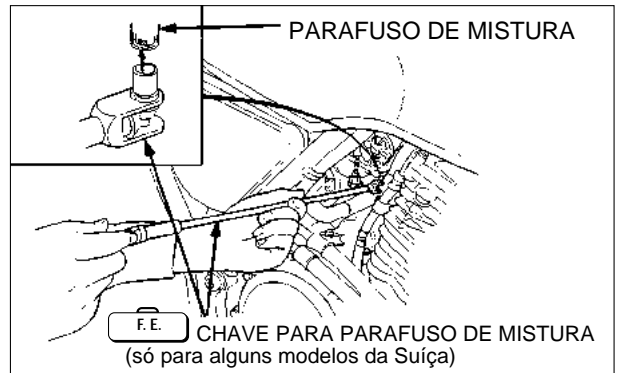 PARAFUSO DE MISTURA
F. E.
CHAVE PARA PARAFUSO DE MISTURA
(só para alguns modelos da Suíça)